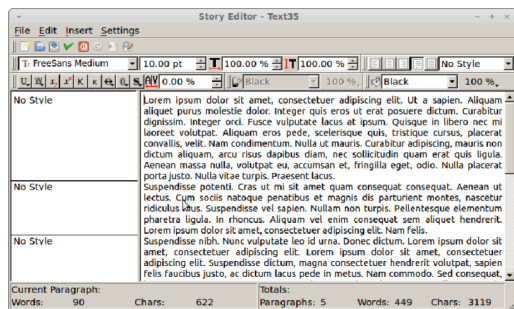 Story Editor - Text35
File Edit Insert Settings
FreeSans Medium 10.00 pt 100.00 % 100.00 % No Style
0.00 % Black 100 % Black 100 %
No Style
Lorem ipsum dolor sit amet, consectetuer adipiscing elit. Ut a sapien. Aliquam
aliquet purus molestie dolor. Integer quis eros ut erat posuere dictum. Curabitur
dignissim. Integer orci. Fusce vulputate lacus at ipsum. Quisque in libero nec mi
laoreet volutpat. Aliquam eros pede, scelerisque quis, tristique cursus, placerat
convallis, velit. Nam condimentum. Nulla ut mauris. Curabitur adipiscing, mauris non
dictum aliquam, arcu risus dapibus diam, nec sollicitudin quam erat quis ligula.
Aenean massa nulla, volutpat eu, accumsan et, fringilla eget, odio. Nulla placerat
porta justo. Nulla vitae turpis. Praesent lacus.
No Style
Suspendisse potenti. Cras ut mi sit amet quam consequat consequat. Aenean ut
lectus. Cum sociis natoque penatibus et magnis dis parturient montes, nascetur
ridiculus mus. Suspendisse vel sapien. Nullam non turpis. Pellentesque elementum
pharetra ligula. In rhoncus. Aliquam vel enim consequat sem aliquet hendrerit.
Lorem ipsum dolor sit amet, consectetuer adipiscing elit. Nam felis.
No Style
Suspendisse nibh. Nunc vulputate leo id urna. Donec dictum. Lorem ipsum dolor sit
amet, consectetuer adipiscing elit. Lorem ipsum dolor sit amet, consectetuer
adipiscing elit. Suspendisse dictum, magna consectetuer hendrerit volutpat, sapien
felis faucibus justo, ac dictum lacus pede in metus. Nam commodo. Sed consequat,
Current Paragraph: Totals:
Words: 90 Chars: 622 Paragraphs: 5 Words: 449 Chars: 3119